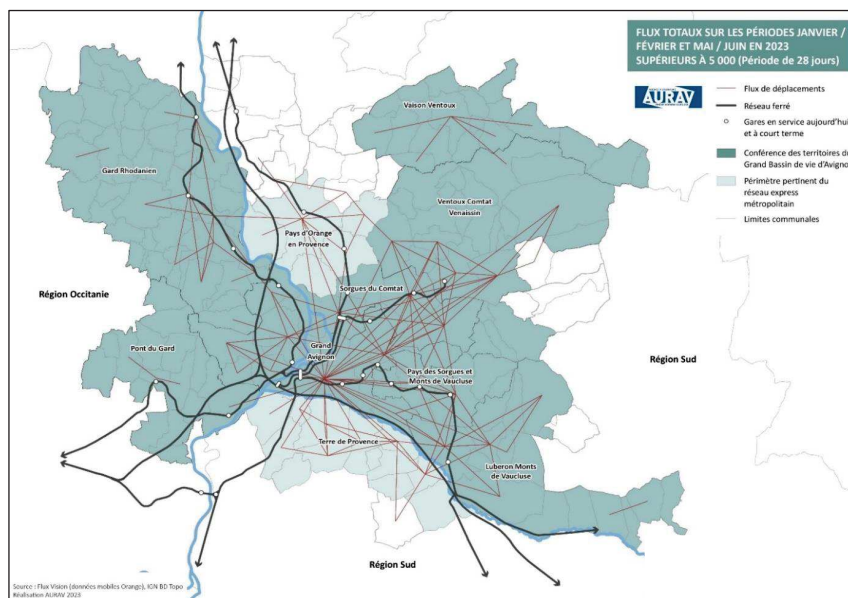 FLUX TOTAUX SUR LES PÉRIODES JANVIER /
FÉVRIER ET MAI / JUIN EN 2023
SUPÉRIEURS À 5 000 (Période de 28 jours)
AURAV
Flux de déplacements
Réseau ferré
Gares en service aujourd'hui
et à court terme
Conférence des territoires du
Grand Bassin de vie d'Avignon
Périmètre pertinent du
réseau express
métropolitain
Limites communales
Vaison Ventoux
Gard Rhodanien
Ventoux Comtat
Venaissin
Pays d'Orange
en Provence
Région Occitanie
Sorgues du Comtat
Grand
Avignon
Pont du Gard
Région Sud
Pays des Sorgues et
Monts de Vaucluse
Terre de Provence
Luberon Monts
de Vaucluse
Région Sud
Source : Flux Vision (données mobiles Orange), IGN BD Topo
Réalisation AURAV 2023